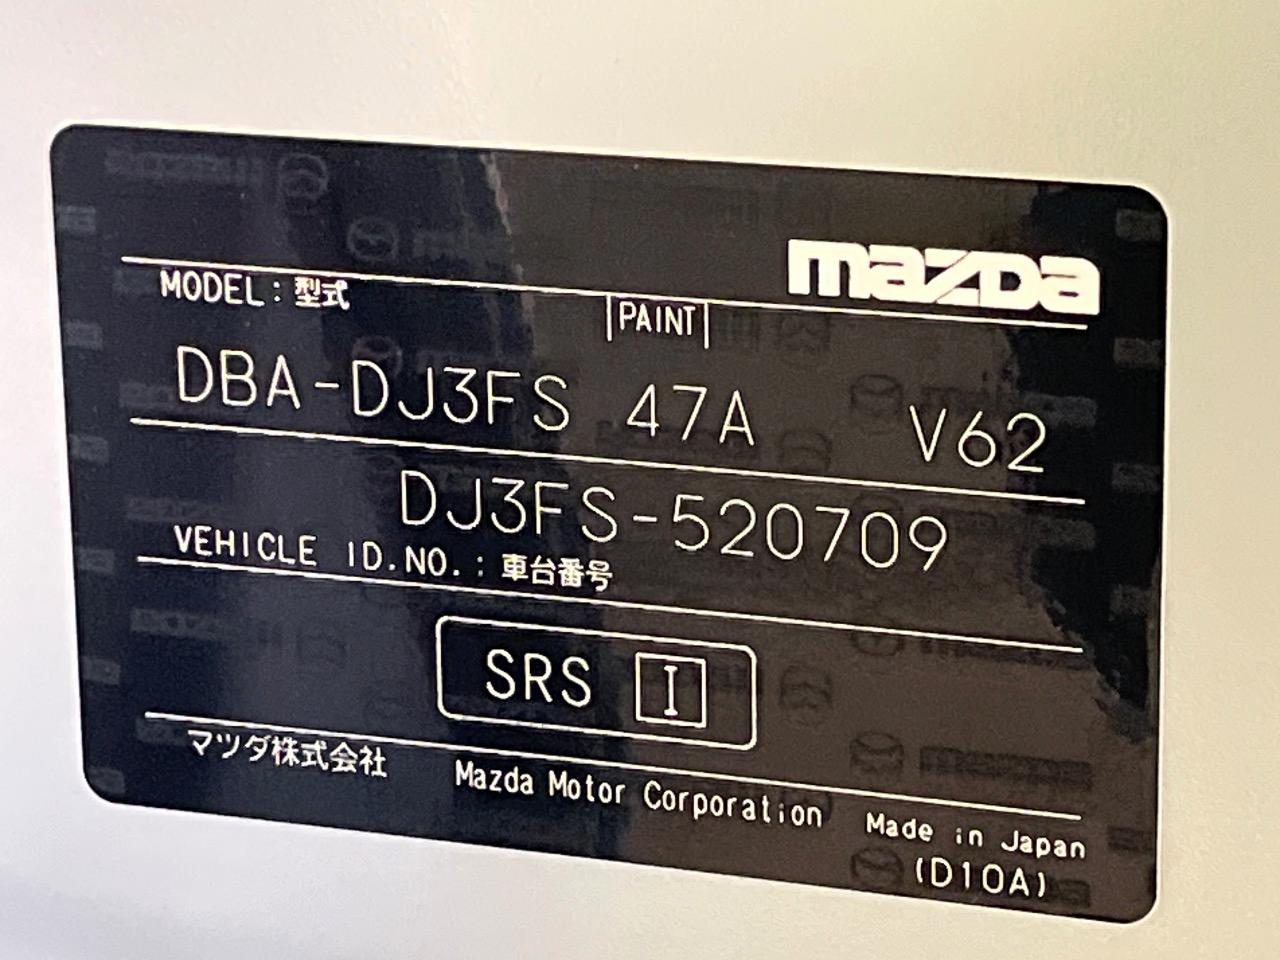 mazda
MODEL：型式 PAINT
DBA-DJ3FS 47A V62
DJ3FS-520709
VEHICLE ID.NO.：車台番号
SRS I
マツダ株式会社 Mazda Motor Corporation Made in Japan
(D10A)